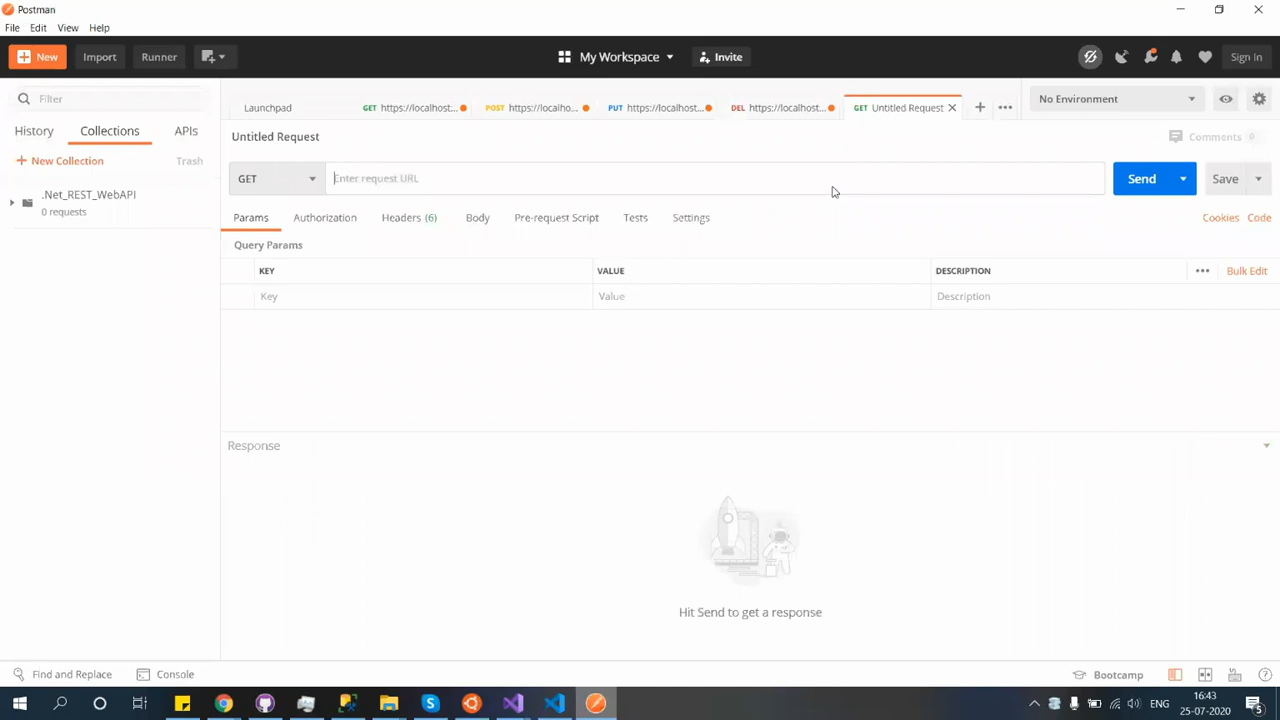 Postman
File Edit View Help
New Import Runner My Workspace Invite Sign In
Filter
Launchpad GET https://localhost... POST https://localho... PUT https://localhost... DEL https://localhost... GET Untitled Request No Environment
History Collections APIs
Untitled Request Comments 0
New Collection Trash
GET Enter request URL Send Save
.Net_REST_WebAPI
0 requests
Params Authorization Headers (6) Body Pre-request Script Tests Settings Cookies Code
Query Params
KEY VALUE DESCRIPTION Bulk Edit
Key Value Description
Response
Hit Send to get a response
Find and Replace Console Bootcamp
ENG 16:43
25-07-2020 5